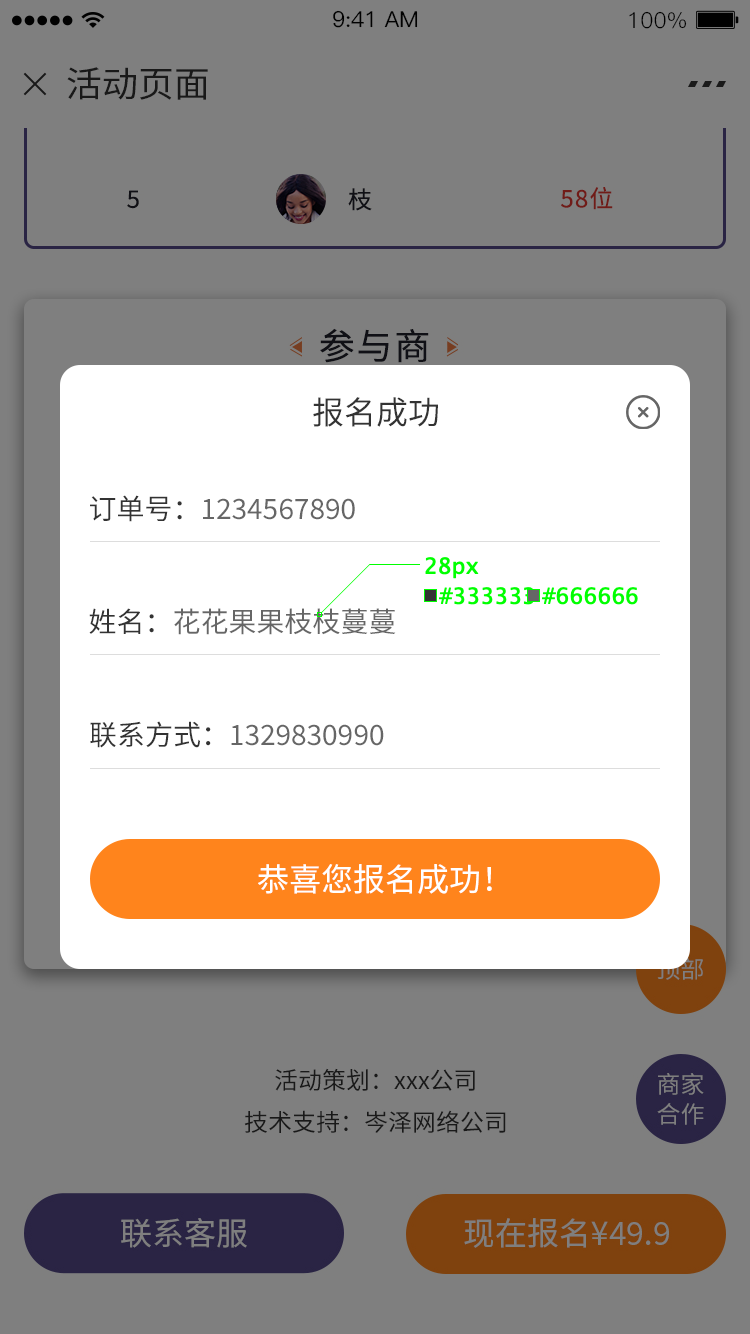 9:41 AM 100%
活动页面
5 枝 58位
参与商
报名成功
订单号：1234567890
28px
#333333 #666666
姓名：花花果果枝枝蔓蔓
联系方式：1329830990
恭喜您报名成功！
顶部
活动策划：xxx公司
技术支持：岑泽网络公司
商家
合作
联系客服
现在报名¥49.9